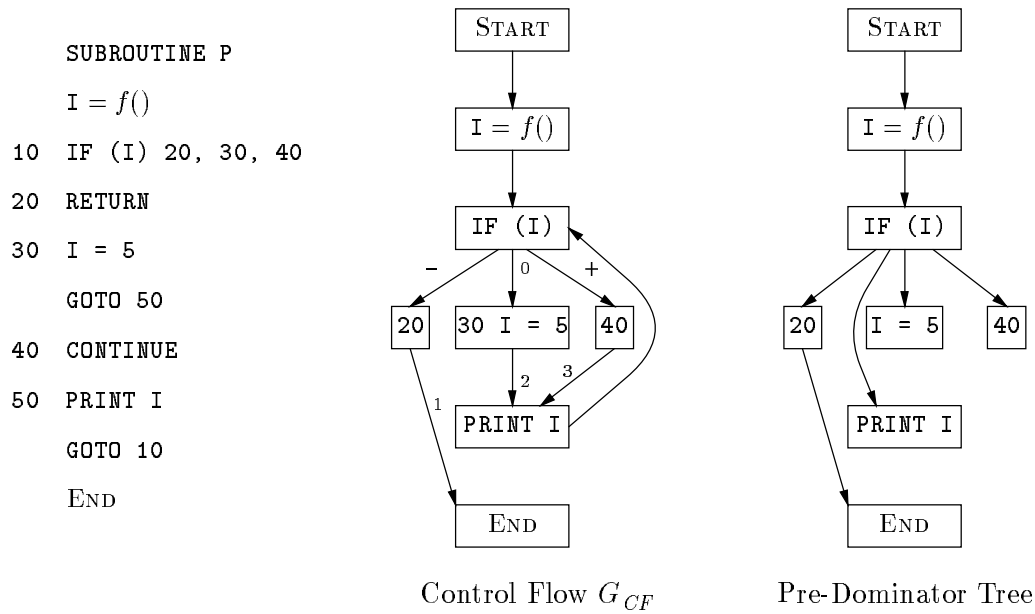 SUBROUTINE P
I = f()
10 IF (I) 20, 30, 40
20 RETURN
30 I = 5
GOTO 50
40 CONTINUE
50 PRINT I
GOTO 10
END
START
I = f()
IF (I)
− 0 +
20 30 I = 5 40
1 2 3
PRINT I
END
Control Flow G CF
START
I = f()
IF (I)
20 I = 5 40
PRINT I
END
Pre-Dominator Tree